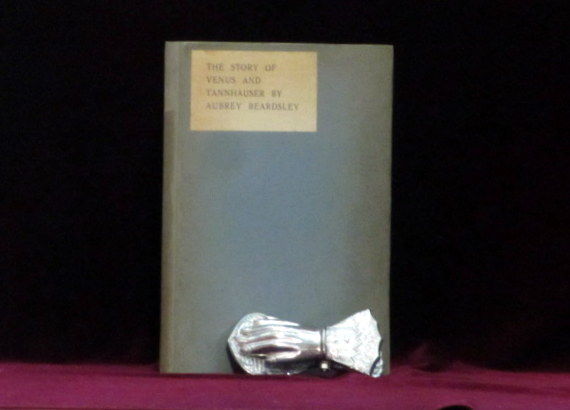 THE STORY OF
VENUS AND
TANNHAUSER BY
AUBREY BEARDSLEY